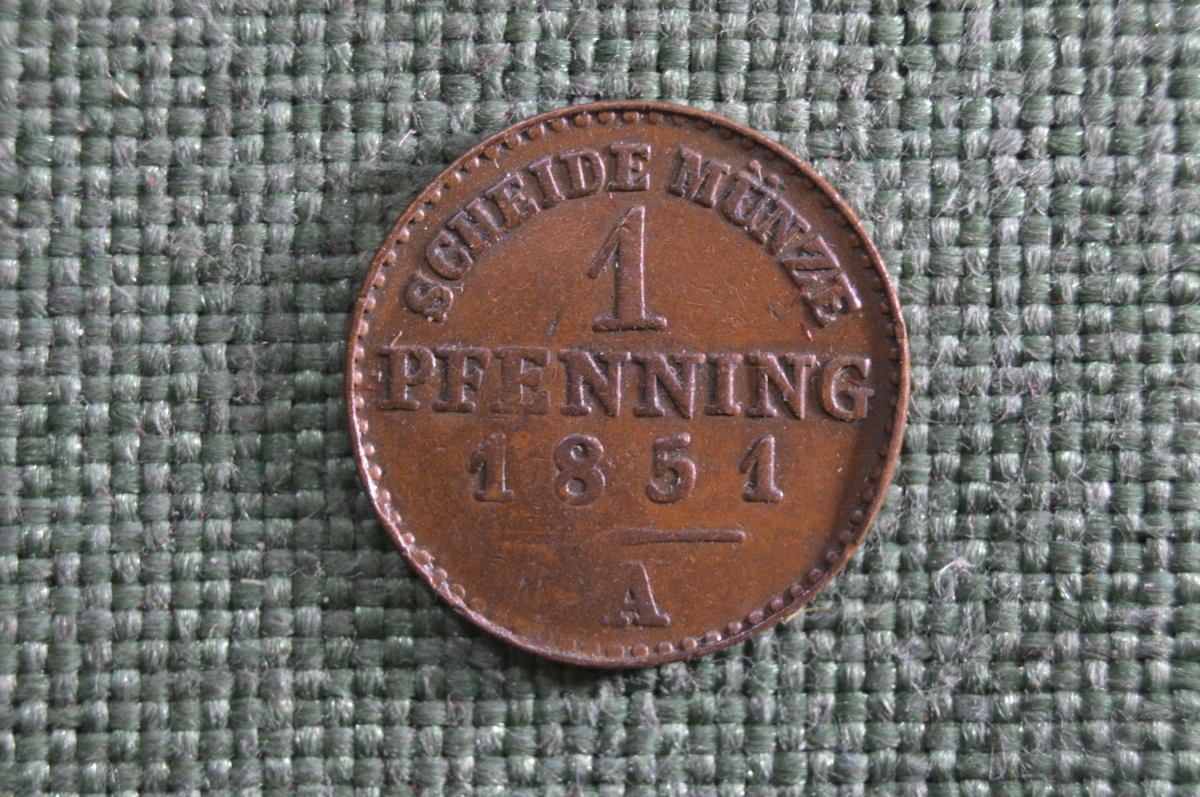 SCHEIDE MÜNZE
1
PFENNING
1851
A